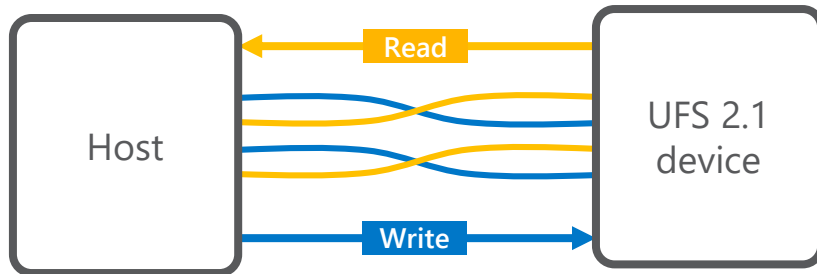 Read
Host
UFS 2.1
device
Write